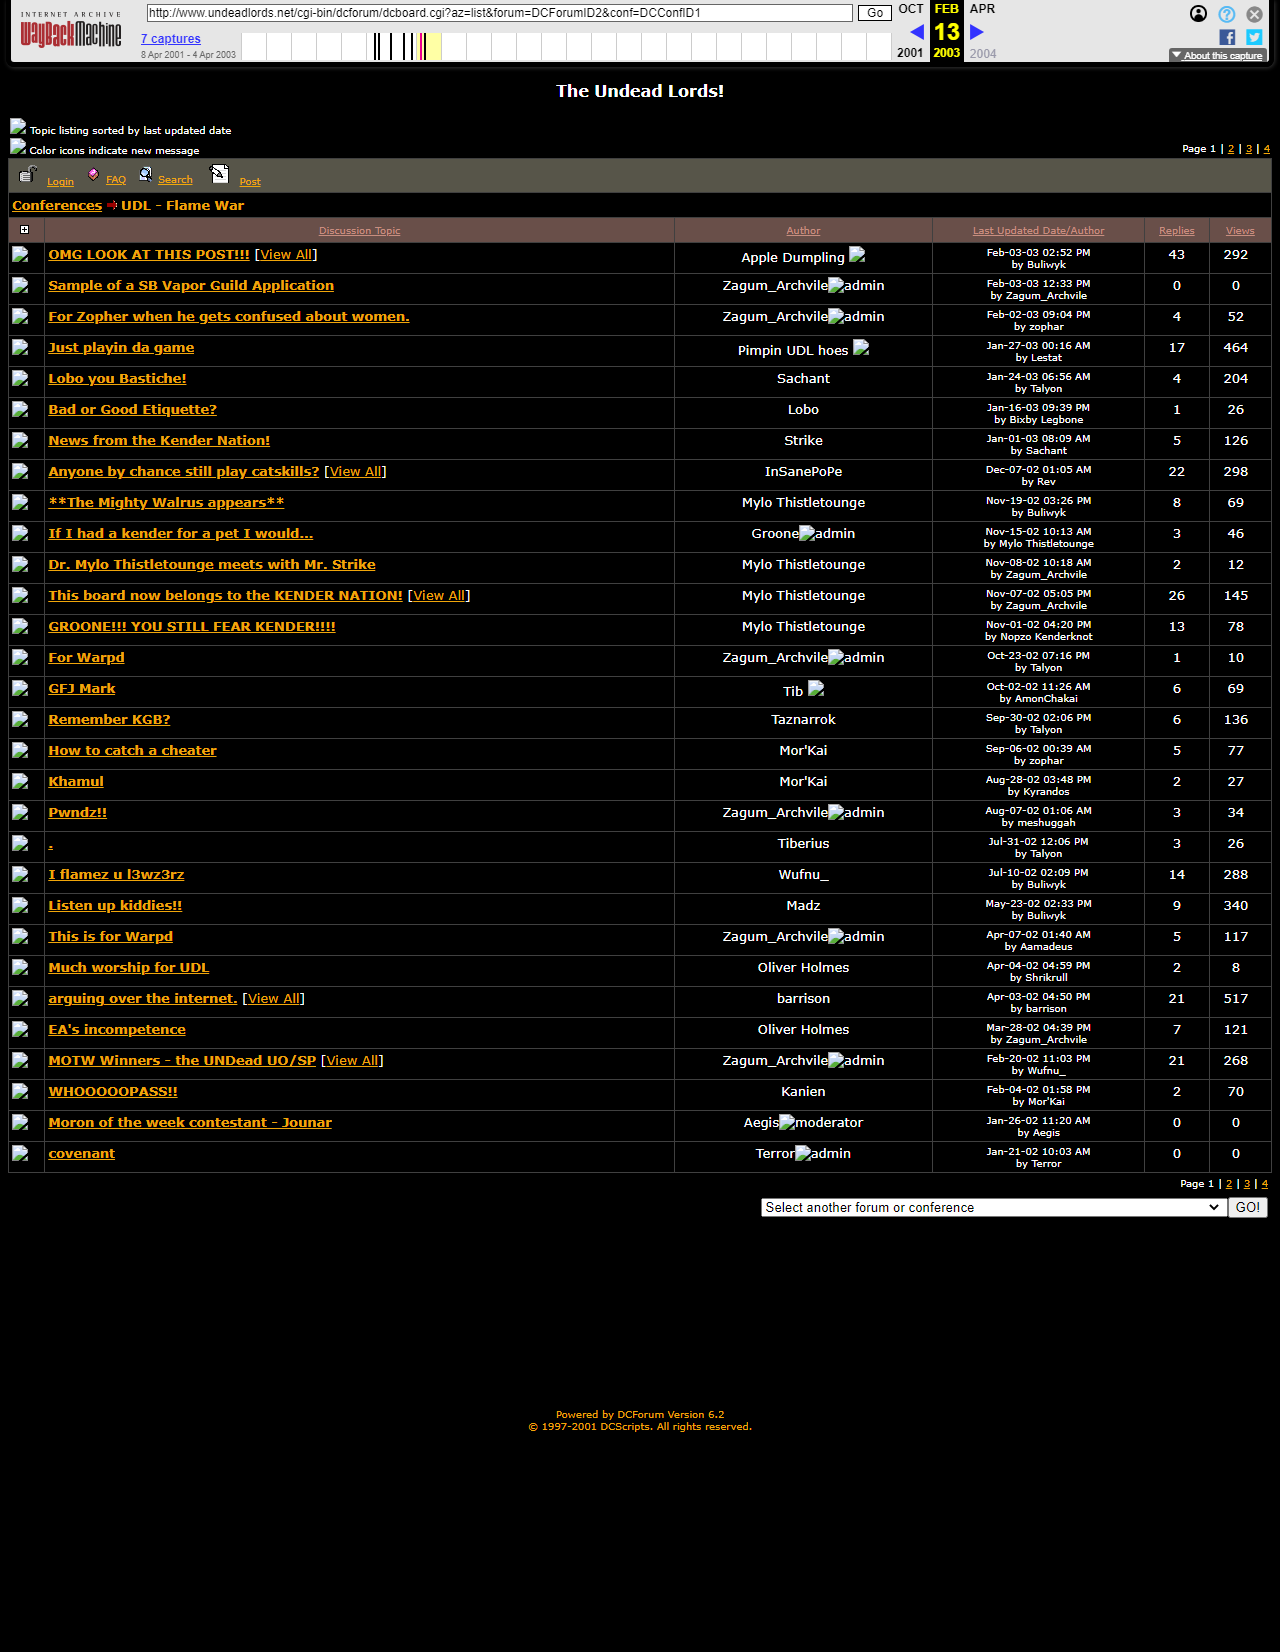 INTERNET ARCHIVE
WayBackMachine
http://www.undeadlords.net/cgi-bin/dcforum/dcboard.cgi?az=list&forum=DCForumID2&conf=DCConfID1
Go
OCT FEB APR
7 captures
13
8 Apr 2001 - 4 Apr 2003
2001 2003 2004
About this capture
The Undead Lords!
Topic listing sorted by last updated date
Color icons indicate new message
Page 1 | 2 | 3 | 4
Login FAQ Search Post
Conferences UDL - Flame War
Discussion Topic Author Last Updated Date/Author Replies Views
OMG LOOK AT THIS POST!!! [View All] Apple Dumpling Feb-03-03 02:52 PM by Buliwyk 43 292
Sample of a SB Vapor Guild Application Zagum_Archvile admin Feb-03-03 12:33 PM by Zagum_Archvile 0 0
For Zopher when he gets confused about women. Zagum_Archvile admin Feb-02-03 09:04 PM by zophar 4 52
Just playin da game Pimpin UDL hoes Jan-27-03 00:16 AM by Lestat 17 464
Lobo you Bastiche! Sachant Jan-24-03 06:56 AM by Talyon 4 204
Bad or Good Etiquette? Lobo Jan-16-03 09:39 PM by Bixby Legbone 1 26
News from the Kender Nation! Strike Jan-01-03 08:09 AM by Sachant 5 126
Anyone by chance still play catskills? [View All] InSanePoPe Dec-07-02 01:05 AM by Rev 22 298
**The Mighty Walrus appears** Mylo Thistletounge Nov-19-02 03:26 PM by Buliwyk 8 69
If I had a kender for a pet I would... Groone admin Nov-15-02 10:13 AM by Mylo Thistletounge 3 46
Dr. Mylo Thistletounge meets with Mr. Strike Mylo Thistletounge Nov-08-02 10:18 AM by Zagum_Archvile 2 12
This board now belongs to the KENDER NATION! [View All] Mylo Thistletounge Nov-07-02 05:05 PM by Zagum_Archvile 26 145
GROONE!!! YOU STILL FEAR KENDER!!!! Mylo Thistletounge Nov-01-02 04:20 PM by Nopzo Kenderknot 13 78
For Warpd Zagum_Archvile admin Oct-23-02 07:16 PM by Talyon 1 10
GFJ Mark Tib Oct-02-02 11:26 AM by AmonChakai 6 69
Remember KGB? Taznarrok Sep-30-02 02:06 PM by Talyon 6 136
How to catch a cheater Mor'Kai Sep-06-02 00:39 AM by zophar 5 77
Khamul Mor'Kai Aug-28-02 03:48 PM by Kyrandos 2 27
Pwndz!! Zagum_Archvile admin Aug-07-02 01:06 AM by meshuggah 3 34
. Tiberius Jul-31-02 12:06 PM by Talyon 3 26
I flamez u l3wz3rz Wufnu_ Jul-10-02 02:09 PM by Buliwyk 14 288
Listen up kiddies!! Madz May-23-02 02:33 PM by Buliwyk 9 340
This is for Warpd Zagum_Archvile admin Apr-07-02 01:40 AM by Aamadeus 5 117
Much worship for UDL Oliver Holmes Apr-04-02 04:59 PM by Shrikrull 2 8
arguing over the internet. [View All] barrison Apr-03-02 04:50 PM by barrison 21 517
EA's incompetence Oliver Holmes Mar-28-02 04:39 PM by Zagum_Archvile 7 121
MOTW Winners - the UNDead UO/SP [View All] Zagum_Archvile admin Feb-20-02 11:03 PM by Wufnu_ 21 268
WHOOOOOPASS!! Kanien Feb-04-02 01:58 PM by Mor'Kai 2 70
Moron of the week contestant - Jounar Aegis moderator Jan-26-02 11:20 AM by Aegis 0 0
covenant Terror admin Jan-21-02 10:03 AM by Terror 0 0
Page 1 | 2 | 3 | 4
Select another forum or conference GO!
Powered by DCForum Version 6.2
© 1997-2001 DCScripts. All rights reserved.